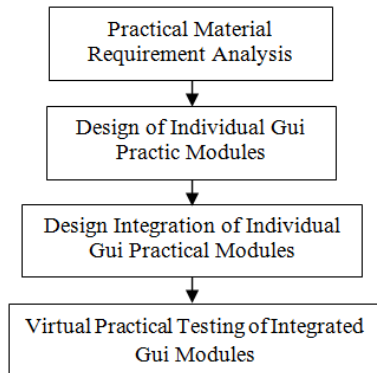 Practical Material
Requirement Analysis
Design of Individual Gui
Practic Modules
Design Integration of Individual
Gui Practical Modules
Virtual Practical Testing of Integrated
Gui Modules